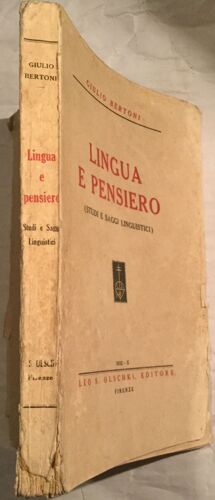 GIULIO
BERTONI
Lingua
e
pensiero
Studi e Saggi
Linguistici
S. OLSCHKI
Firenze
GIULIO BERTONI
LINGUA
E PENSIERO
(STUDI E SAGGI LINGUISTICI)
LEO S. OLSCHKI, EDITORE
FIRENZE